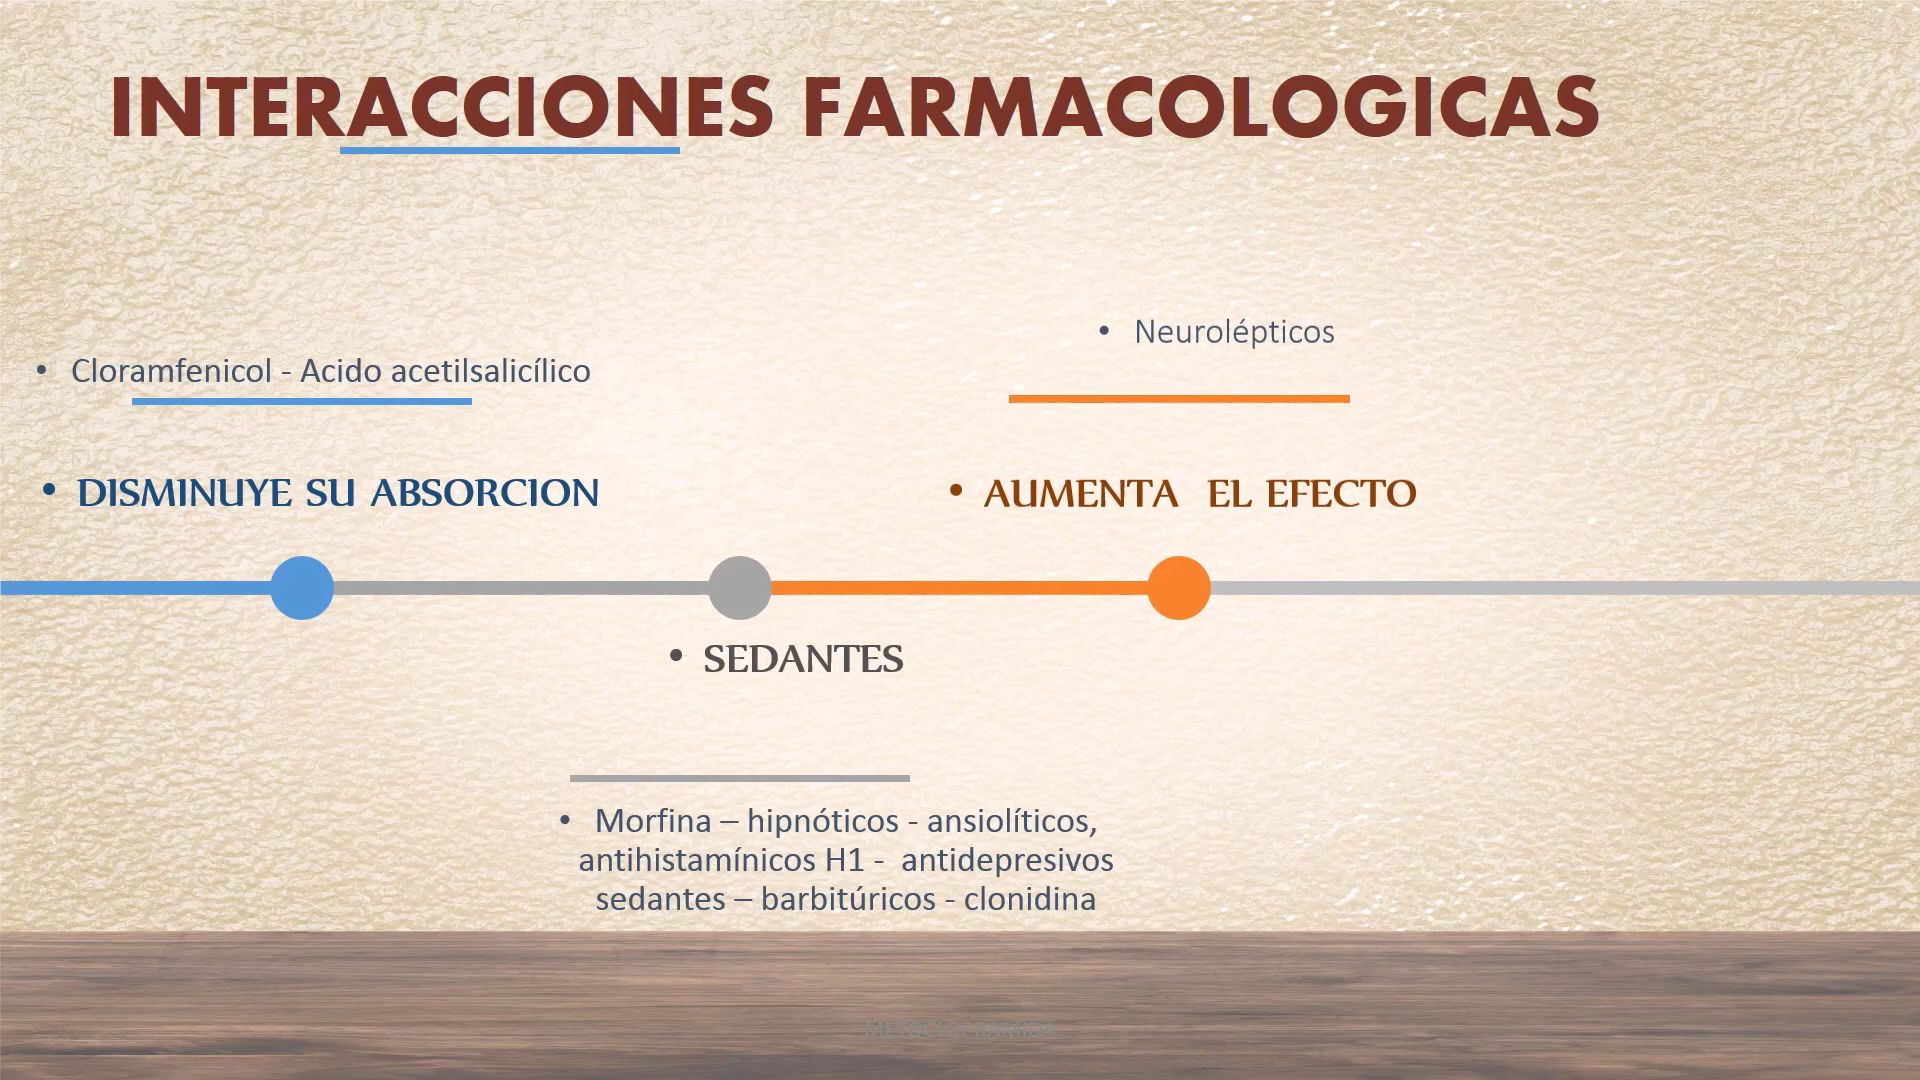 INTERACCIONES FARMACOLOGICAS
• Cloramfenicol - Acido acetilsalicílico
• DISMINUYE SU ABSORCION
• Neurolépticos
• AUMENTA EL EFECTO
• SEDANTES
• Morfina – hipnóticos - ansiolíticos,
antihistamínicos H1 - antidepresivos
sedantes – barbitúricos - clonidina
METOCLOPRAMIDA